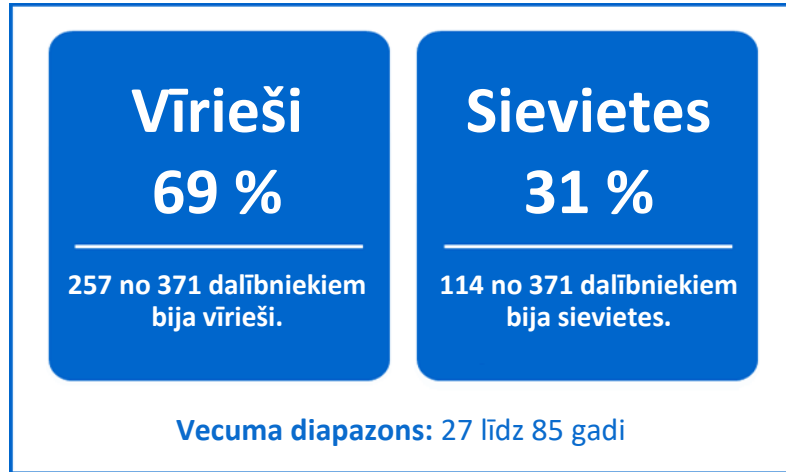 Vīrieši
69 %
257 no 371 dalībniekiem
bija vīrieši.
Sievietes
31 %
114 no 371 dalībniekiem
bija sievietes.
Vecuma diapazons: 27 līdz 85 gadi